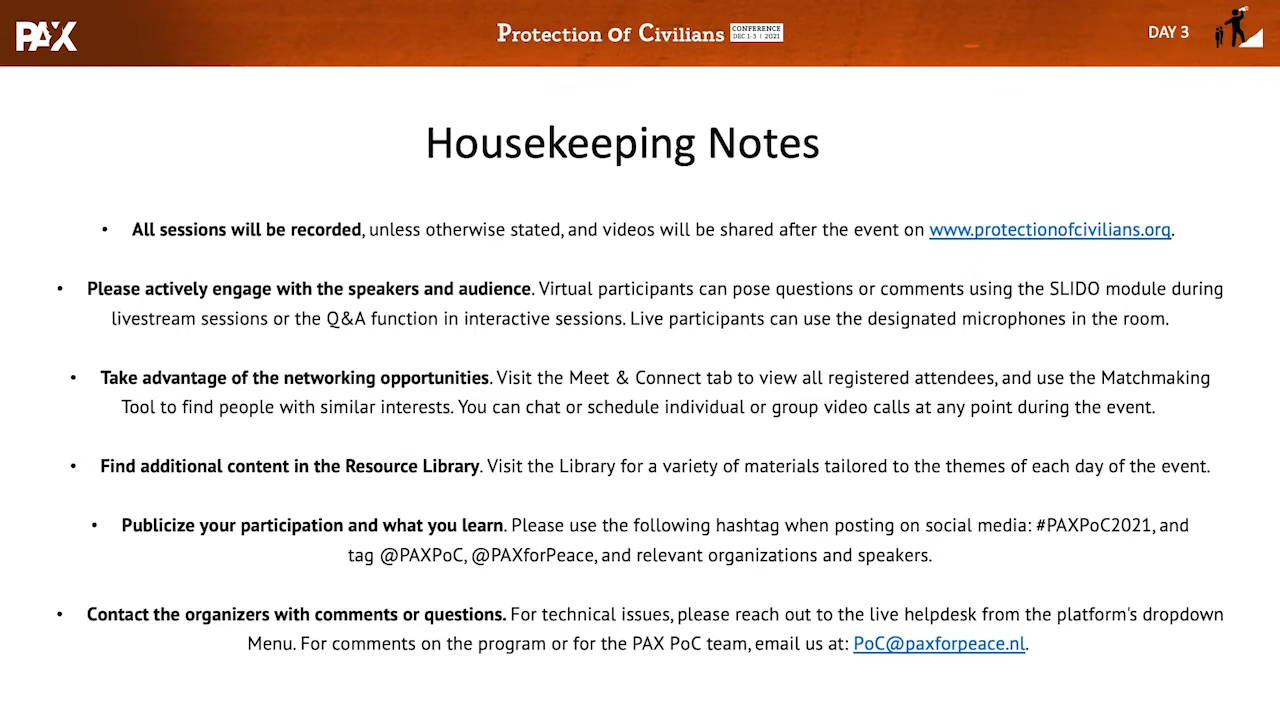 PAX
Protection of Civilians
CONFERENCE
DEC 1-3 | 2021
DAY 3
Housekeeping Notes
• All sessions will be recorded, unless otherwise stated, and videos will be shared after the event on www.protectionofcivilians.org.
• Please actively engage with the speakers and audience. Virtual participants can pose questions or comments using the SLIDO module during
livestream sessions or the Q&A function in interactive sessions. Live participants can use the designated microphones in the room.
• Take advantage of the networking opportunities. Visit the Meet & Connect tab to view all registered attendees, and use the Matchmaking
Tool to find people with similar interests. You can chat or schedule individual or group video calls at any point during the event.
• Find additional content in the Resource Library. Visit the Library for a variety of materials tailored to the themes of each day of the event.
• Publicize your participation and what you learn. Please use the following hashtag when posting on social media: #PAXPoC2021, and
tag @PAXPoC, @PAXforPeace, and relevant organizations and speakers.
• Contact the organizers with comments or questions. For technical issues, please reach out to the live helpdesk from the platform's dropdown
Menu. For comments on the program or for the PAX PoC team, email us at: PoC@paxforpeace.nl.